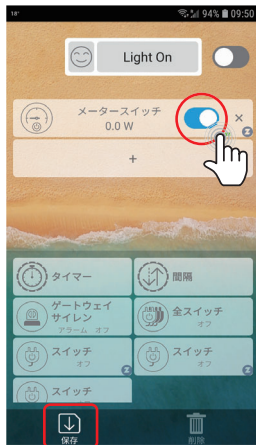 18° 94% 09:50
Light On
メータースイッチ
0.0 W
×
+
タイマー
間隔
ゲートウェイ
サイレン
アラーム オフ
全スイッチ
オフ
スイッチ
オフ
スイッチ
オフ
スイッチ
保存
削除